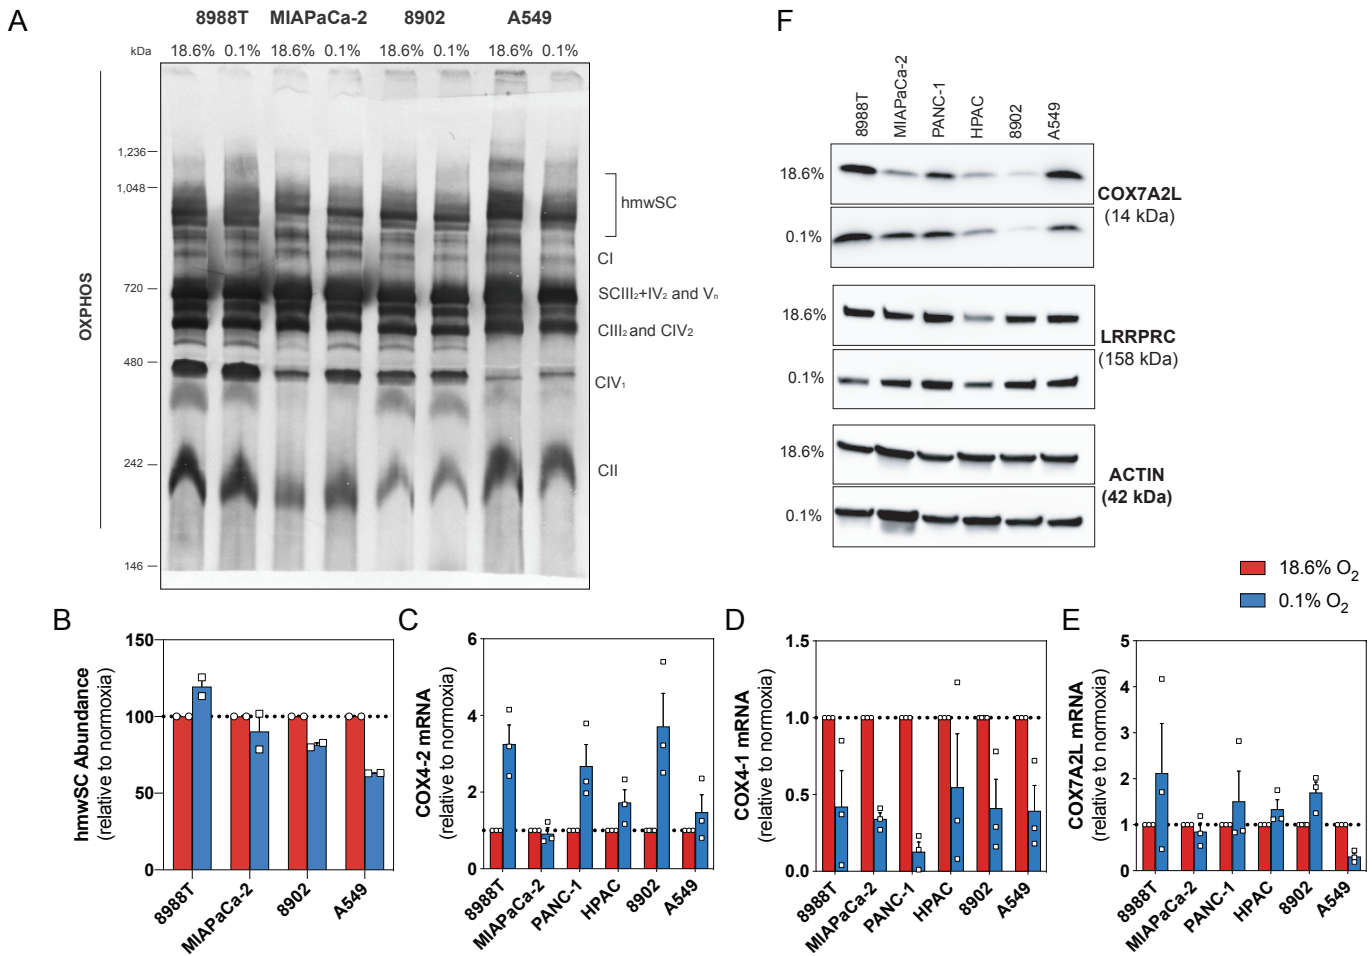 A
8988T MIAPaCa-2 8902 A549
kDa 18.6% 0.1% 18.6% 0.1% 18.6% 0.1% 18.6% 0.1%
OXPHOS
1,236
1,048
720
480
242
146
hmwSC
CI
SCIII₂+IV₂ and Vₙ
CIII₂ and CIV₂
CIV₁
CII
F
8988T MIAPaCa-2 PANC-1 HPAC 8902 A549
18.6%
0.1%
COX7A2L
(14 kDa)
18.6%
0.1%
LRRPRC
(158 kDa)
18.6%
0.1%
ACTIN
(42 kDa)
18.6% O₂
0.1% O₂
B
hmwSC Abundance
(relative to normoxia)
150
100
50
0
8988T MIAPaCa-2 8902 A549
C
COX4-2 mRNA
(relative to normoxia)
6
4
2
0
8988T MIAPaCa-2 PANC-1 HPAC 8902 A549
D
COX4-1 mRNA
(relative to normoxia)
1.5
1.0
0.5
0.0
8988T MIAPaCa-2 PANC-1 HPAC 8902 A549
E
COX7A2L mRNA
(relative to normoxia)
5
4
3
2
1
0
8988T MIAPaCa-2 PANC-1 HPAC 8902 A549